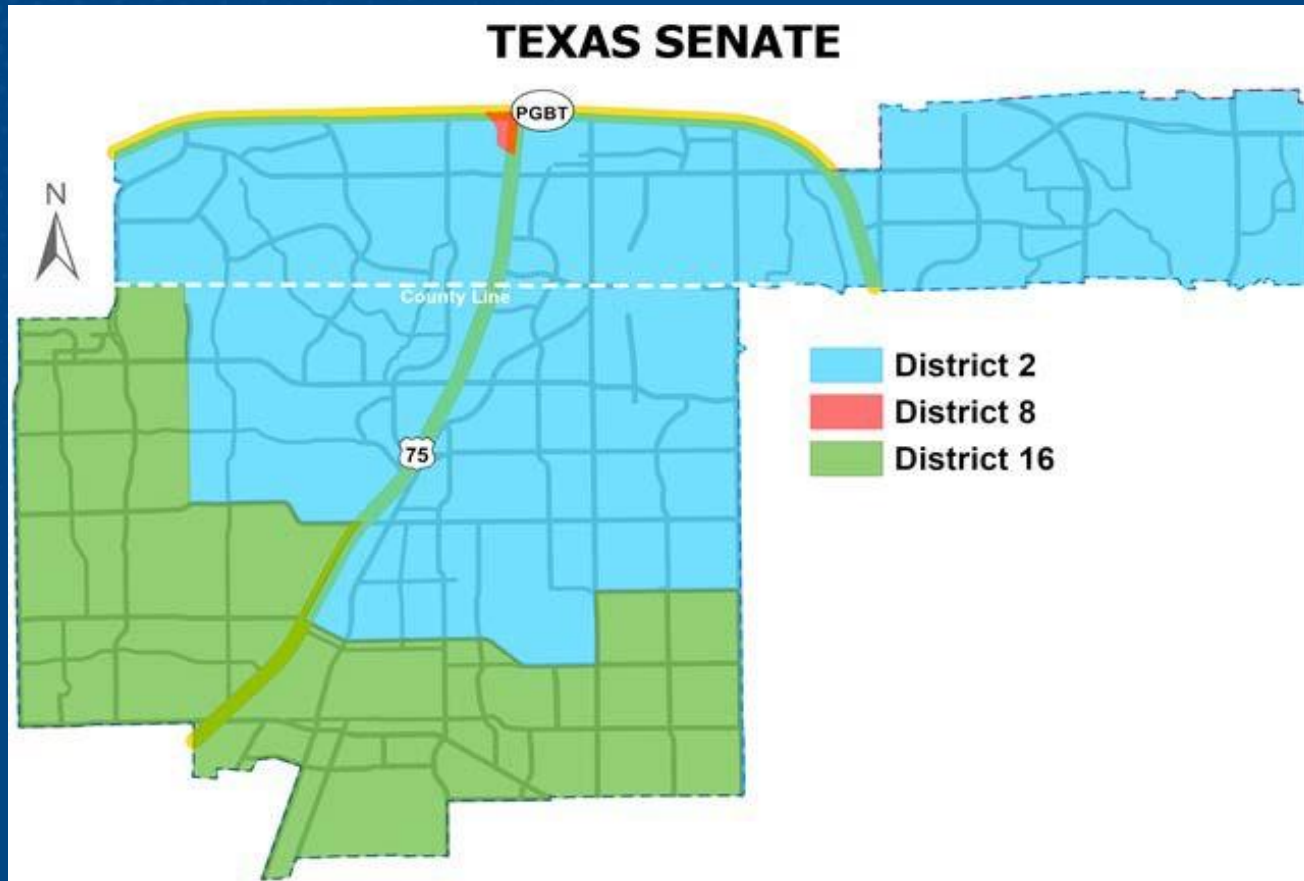 TEXAS SENATE
PGBT
N
County Line
District 2
District 8
75
District 16